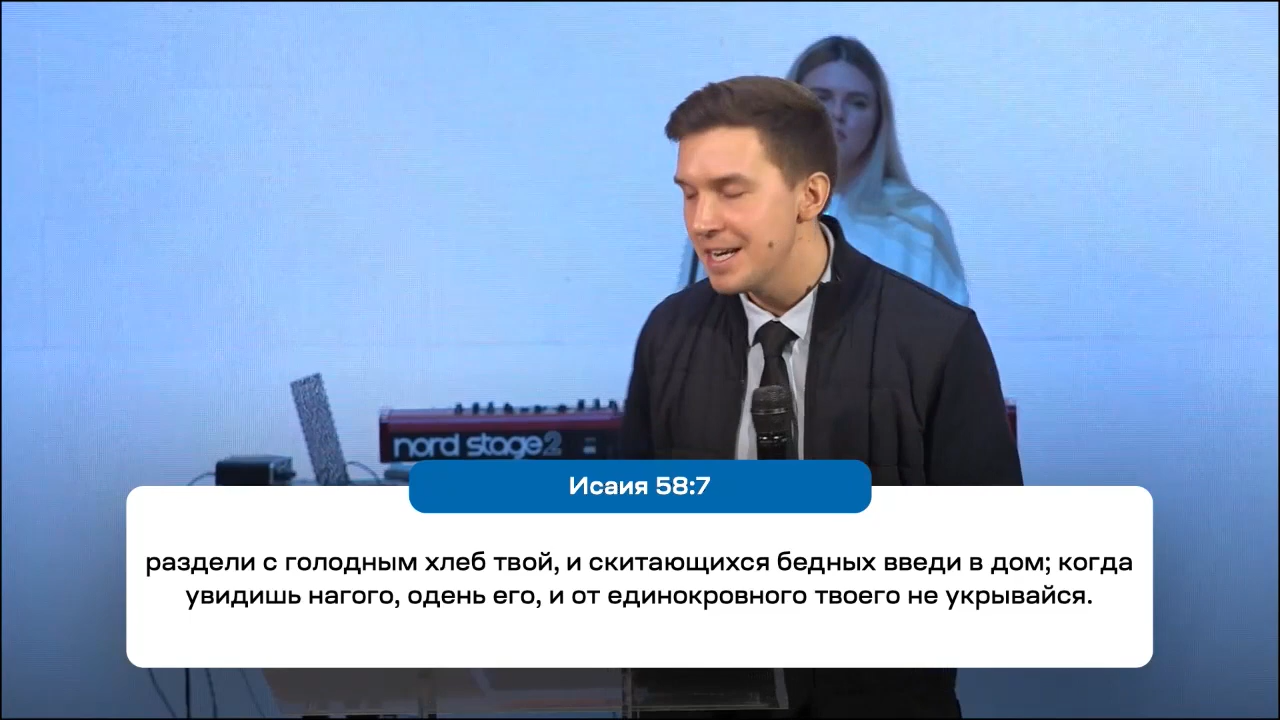 nord stage2
Исаия 58:7
раздели с голодным хлеб твой, и скитающихся бедных введи в дом; когда
увидишь нагого, одень его, и от единокровного твоего не укрывайся.